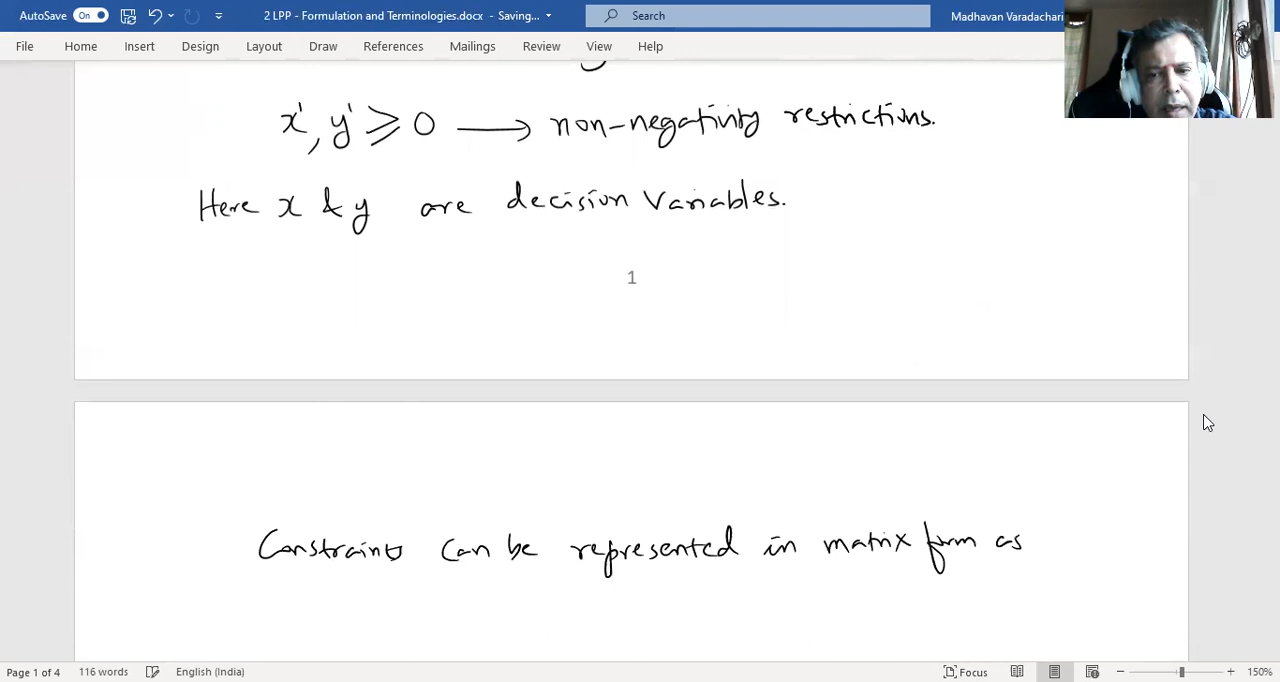 AutoSave On 2 LPP - Formulation and Terminologies.docx - Saving... Search Madhavan Varadachari
File Home Insert Design Layout Draw References Mailings Review View Help
x', y' ≥ 0 → non-negativity restrictions.
Here x & y are decision variables.
1
Constraints can be represented in matrix form as
Page 1 of 4 116 words English (India) Focus 150%